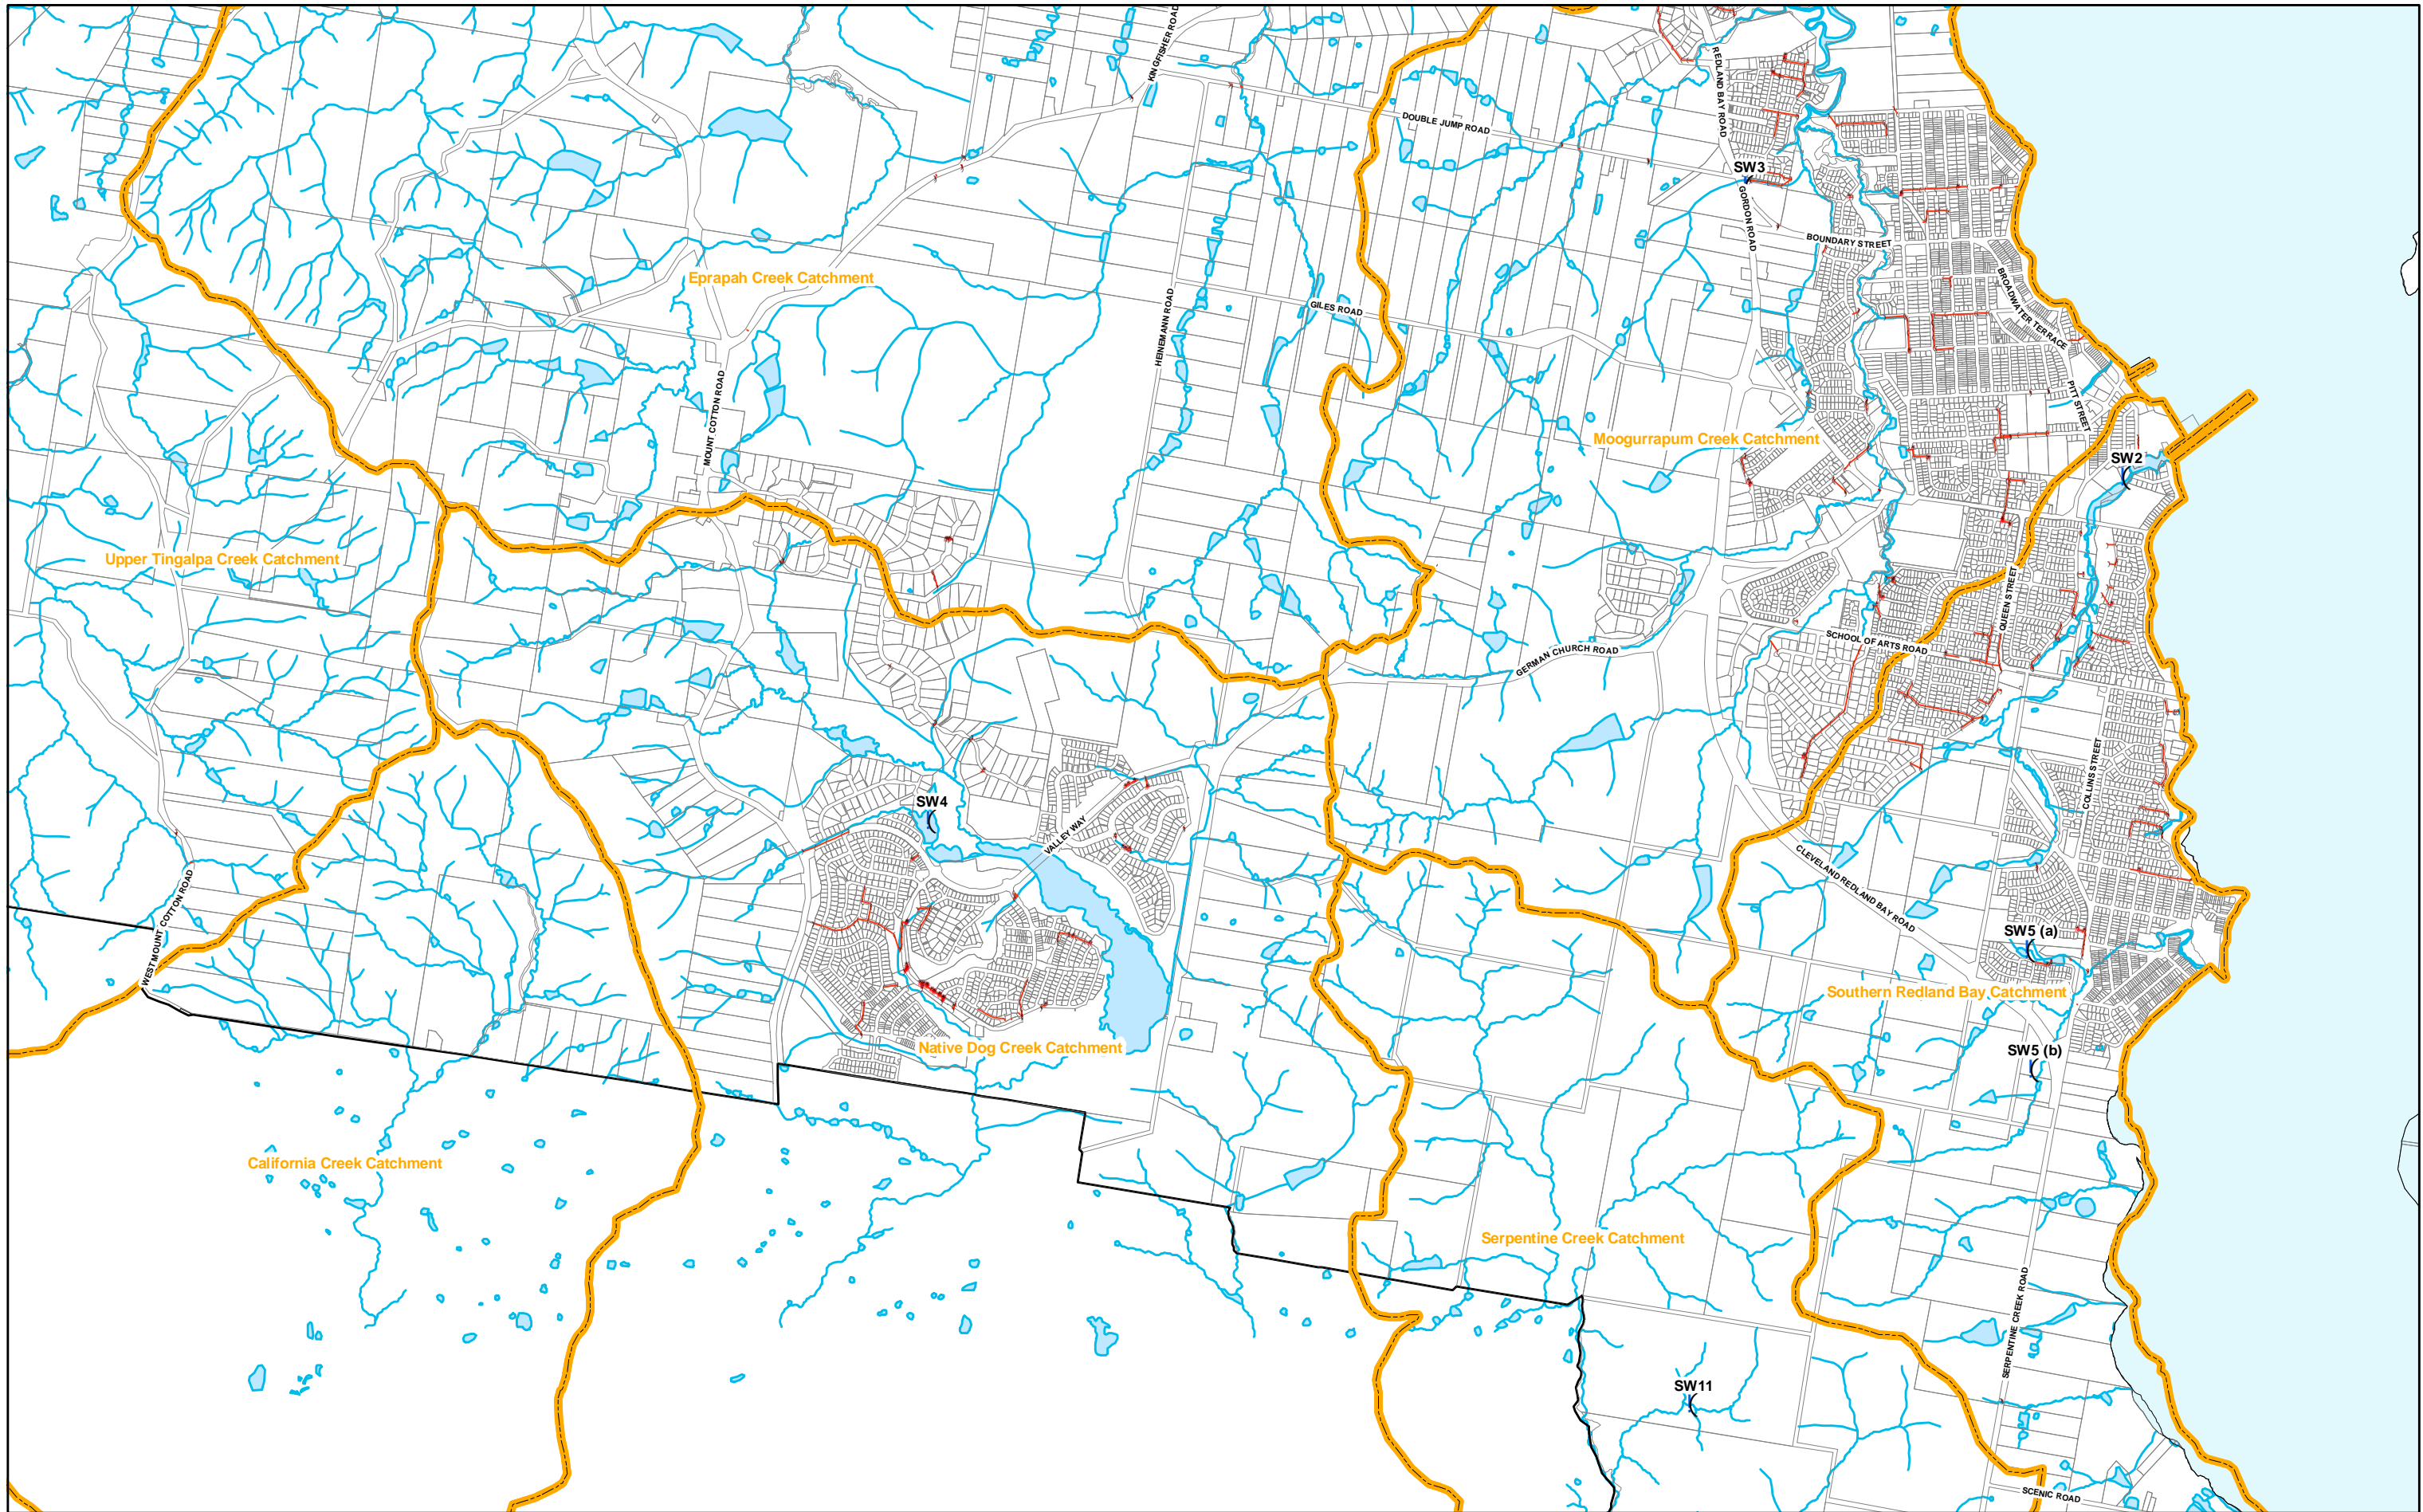 KINGFISHER ROAD
REDLAND BAY ROAD
DOUBLE JUMP ROAD
SW3
GORDON ROAD
BOUNDARY STREET
Eprapah Creek Catchment
BROADWATER TERRACE
HEINEMANN ROAD
GILES ROAD
MOUNT COTTON ROAD
PITT STREET
Moogurrapum Creek Catchment
SW2
Upper Tingalpa Creek Catchment
QUEEN STREET
SCHOOL OF ARTS ROAD
GERMAN CHURCH ROAD
COLLINS STREET
SW4
VALLEY WAY
CLEVELAND REDLAND BAY ROAD
WEST MOUNT COTTON ROAD
SW5 (a)
Southern Redland Bay Catchment
Native Dog Creek Catchment
SW5 (b)
California Creek Catchment
Serpentine Creek Catchment
SERPENTINE CREEK ROAD
SW11
SCENIC ROAD